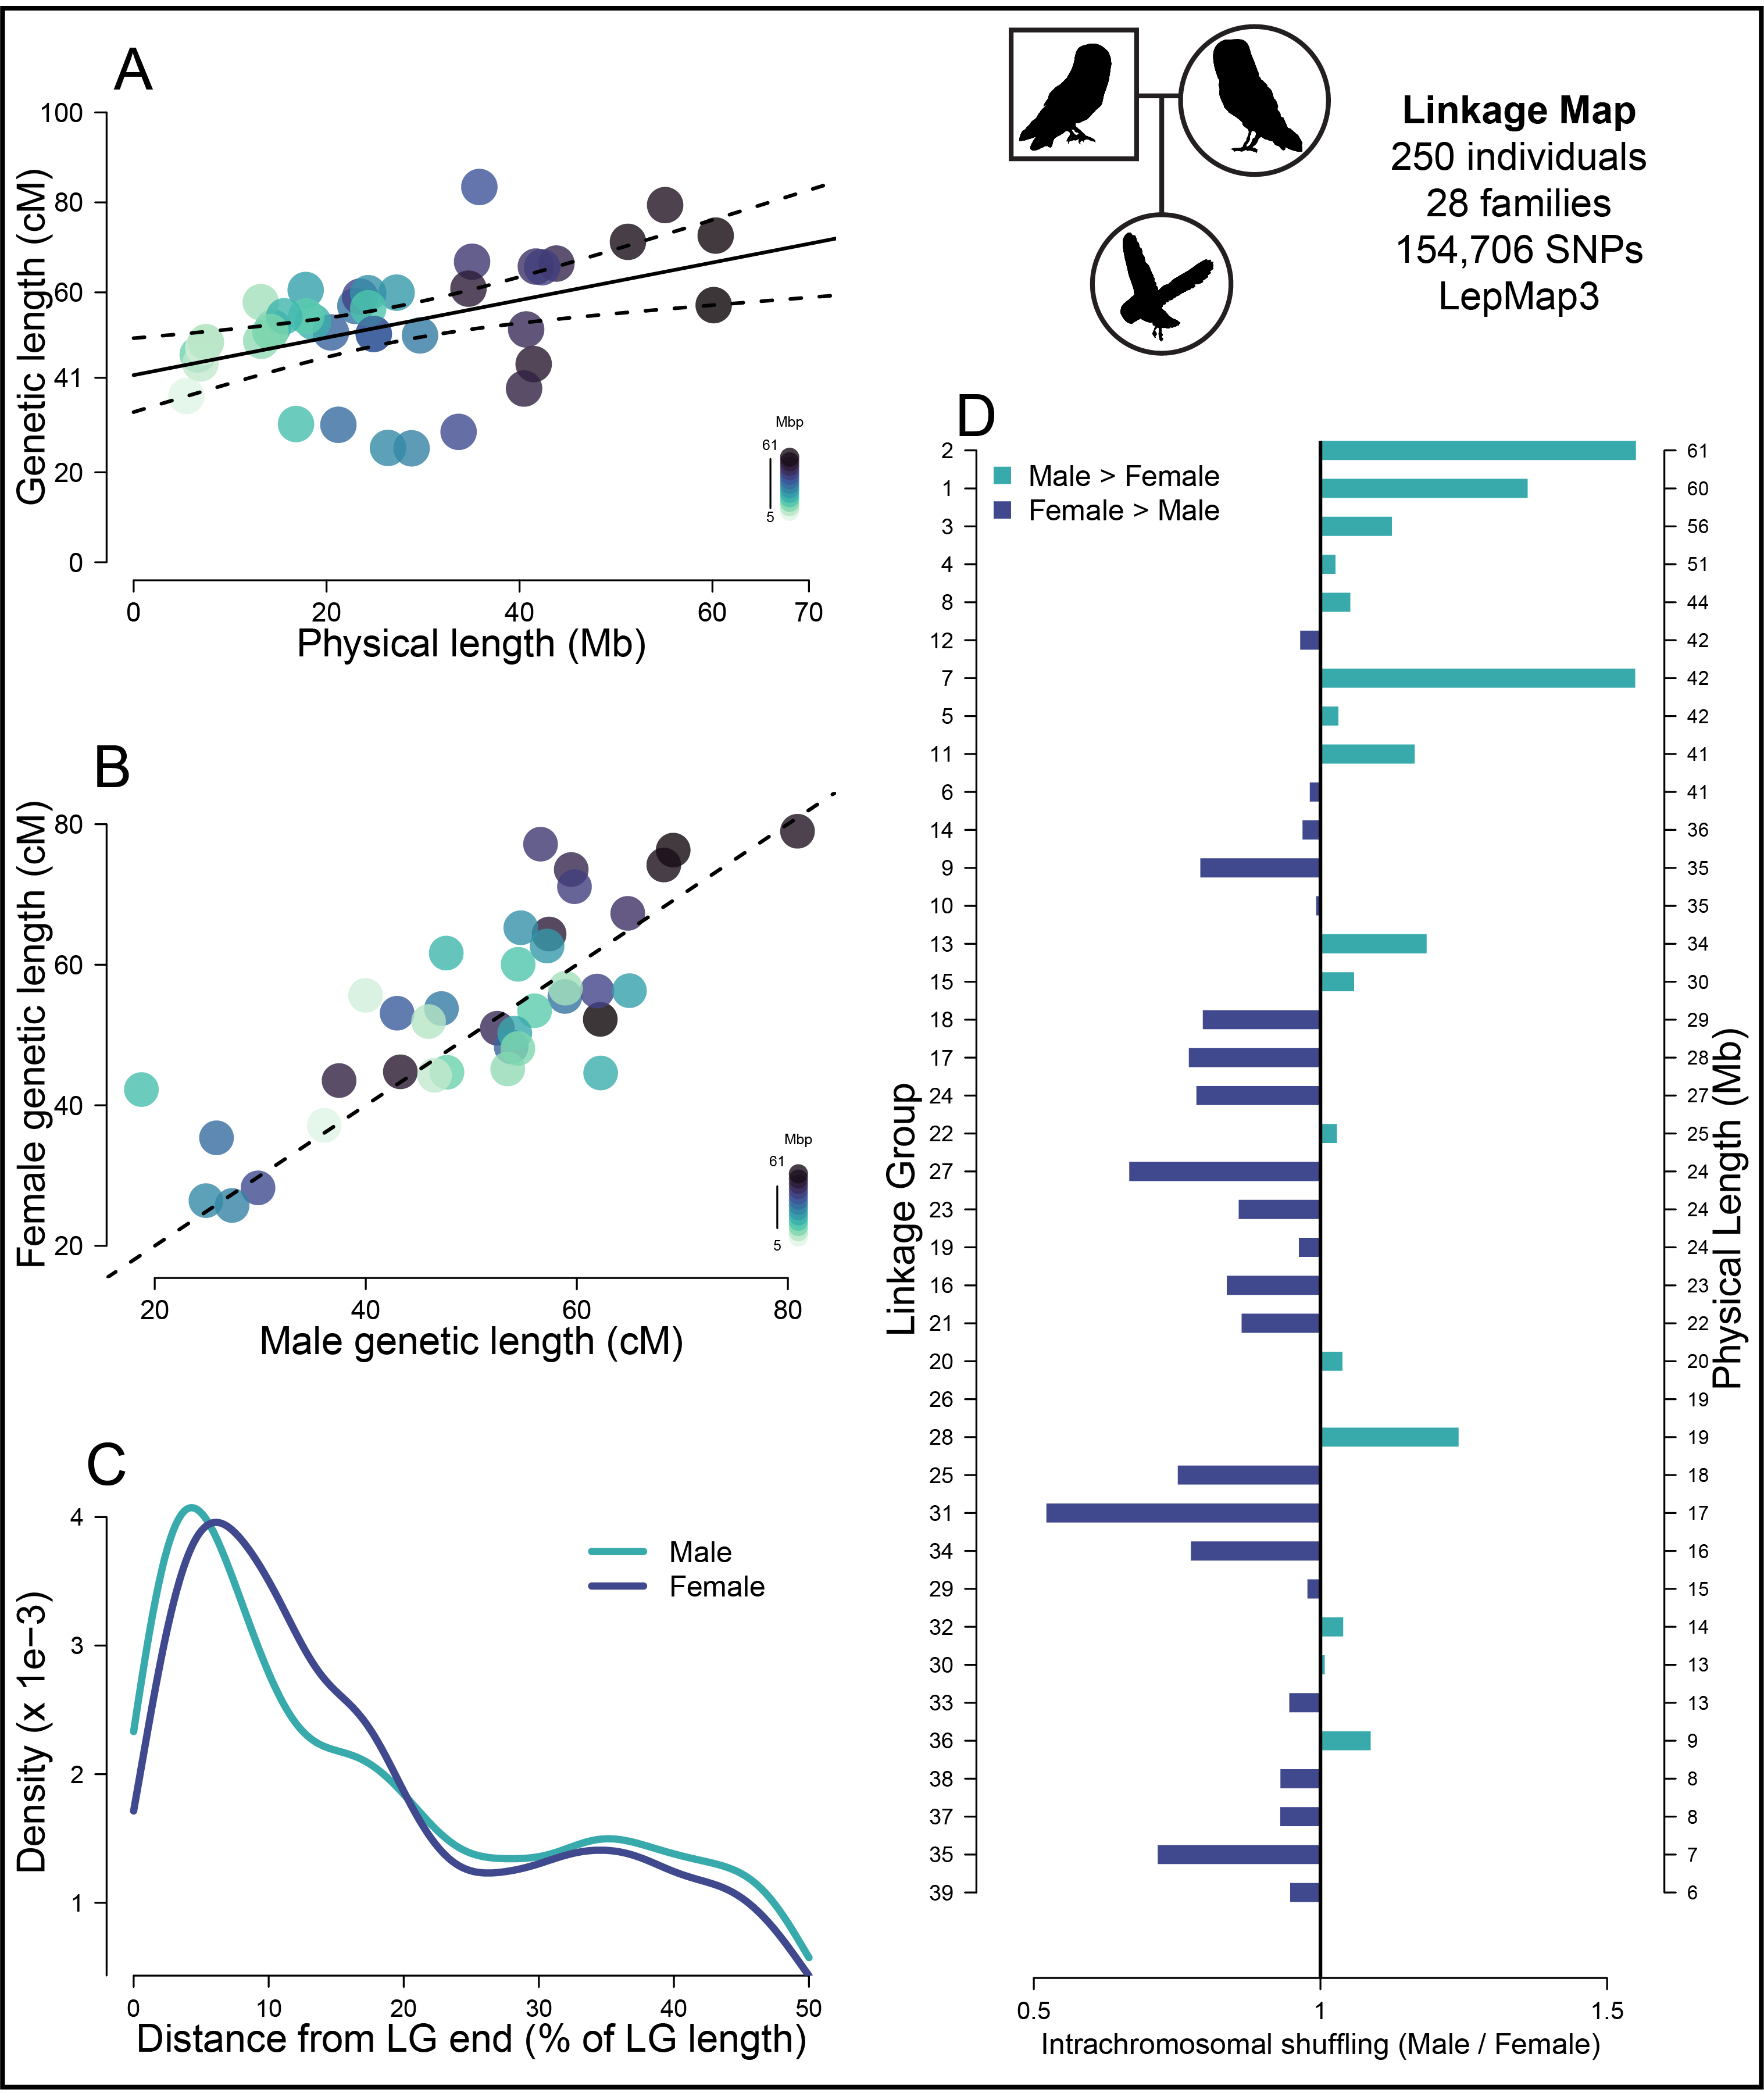 A
Genetic length (cM)
100
80
60
41
20
0
0 20 40 60 70
Physical length (Mb)
Mbp
61
5
Linkage Map
250 individuals
28 families
154,706 SNPs
LepMap3
B
Female genetic length (cM)
80
60
40
20
20 40 60 80
Male genetic length (cM)
Mbp
61
5
C
Density (x 1e−3)
4
3
2
1
Male
Female
0 10 20 30 40 50
Distance from LG end (% of LG length)
D
Male > Female
Female > Male
Linkage Group
Physical Length (Mb)
2 61
1 60
3 56
4 51
8 44
12 42
7 42
5 42
11 41
6 41
14 36
9 35
10 35
13 34
15 30
18 29
17 28
24 27
22 25
27 24
23 24
19 24
16 23
21 22
20 20
26 19
28 19
25 18
31 17
34 16
29 15
32 14
30 13
33 13
36 9
38 8
37 8
35 7
39 6
0.5 1 1.5
Intrachromosomal shuffling (Male / Female)